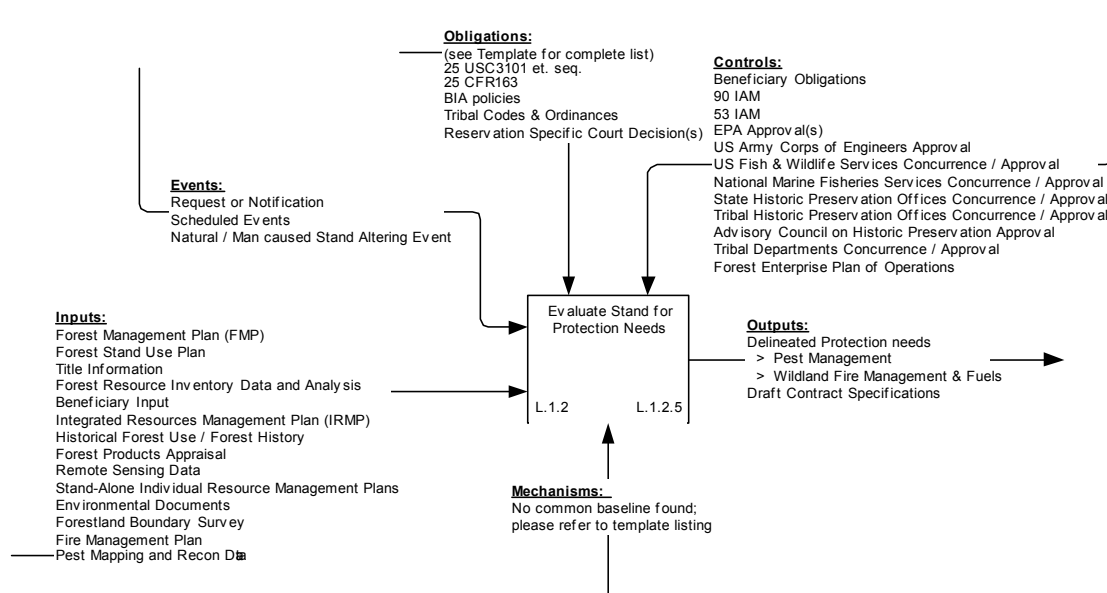 Obligations:
(see Template for complete list)
25 USC3101 et. seq.
25 CFR163
BIA policies
Tribal Codes & Ordinances
Reservation Specific Court Decision(s)
Controls:
Beneficiary Obligations
90 IAM
53 IAM
EPA Approval(s)
US Army Corps of Engineers Approval
US Fish & Wildlife Services Concurrence / Approval
National Marine Fisheries Services Concurrence / Approval
State Historic Preservation Offices Concurrence / Approval
Tribal Historic Preservation Offices Concurrence / Approval
Advisory Council on Historic Preservation Approval
Tribal Departments Concurrence / Approval
Forest Enterprise Plan of Operations
Events:
Request or Notification
Scheduled Events
Natural / Man caused Stand Altering Event
Inputs:
Forest Management Plan (FMP)
Forest Stand Use Plan
Title Information
Forest Resource Inventory Data and Analysis
Beneficiary Input
Integrated Resources Management Plan (IRMP)
Historical Forest Use / Forest History
Forest Products Appraisal
Remote Sensing Data
Stand-Alone Individual Resource Management Plans
Environmental Documents
Forestland Boundary Survey
Fire Management Plan
Pest Mapping and Recon Data
Evaluate Stand for
Protection Needs
L.1.2 L.1.2.5
Outputs:
Delineated Protection needs
> Pest Management
> Wildland Fire Management & Fuels
Draft Contract Specifications
Mechanisms:
No common baseline found;
please refer to template listing